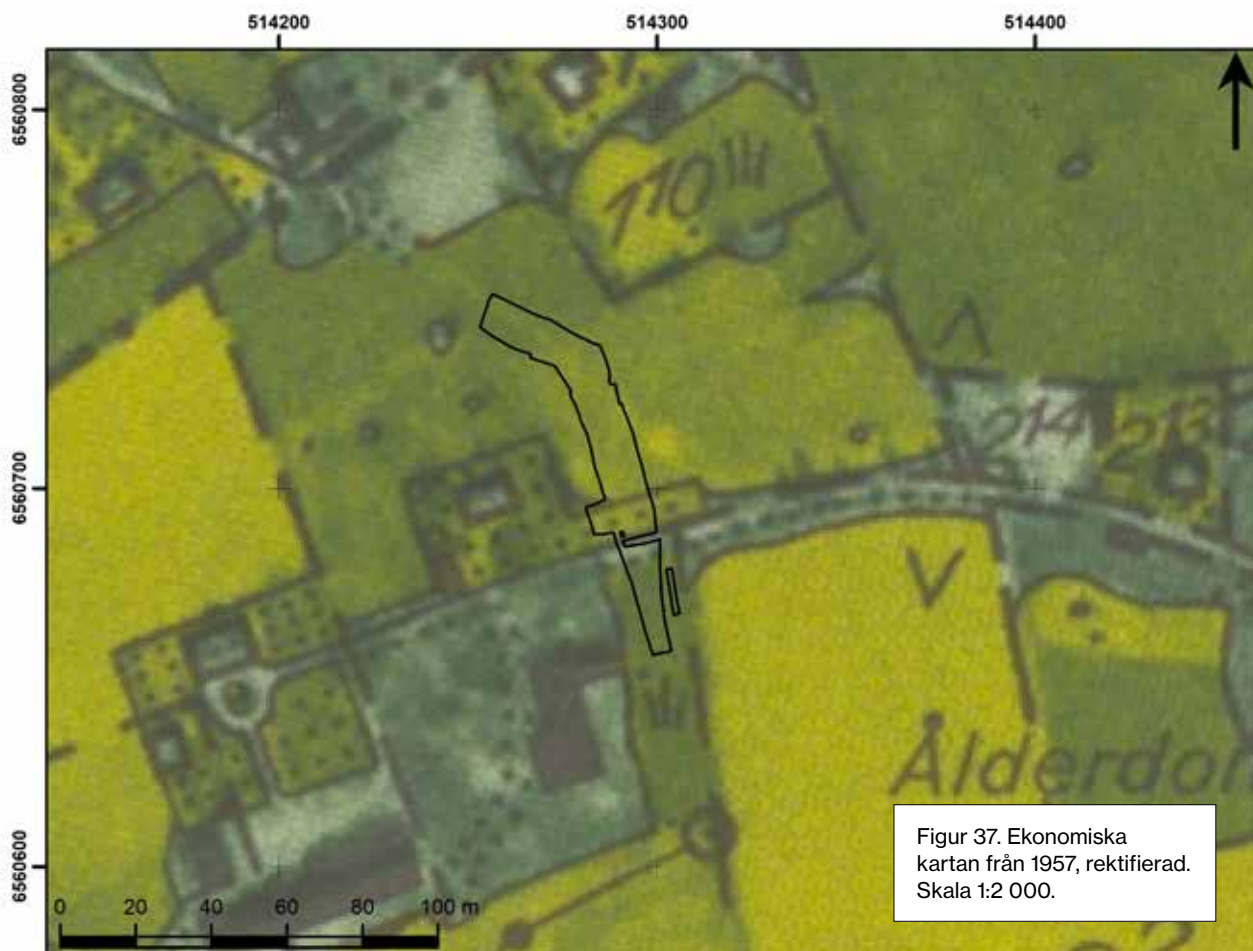 514200 514300 514400
6560800
110
214 213
6560700
V
Ålderdom
6560600
0 20 40 60 80 100 m
Figur 37. Ekonomiska
kartan från 1957, rektifierad.
Skala 1:2 000.